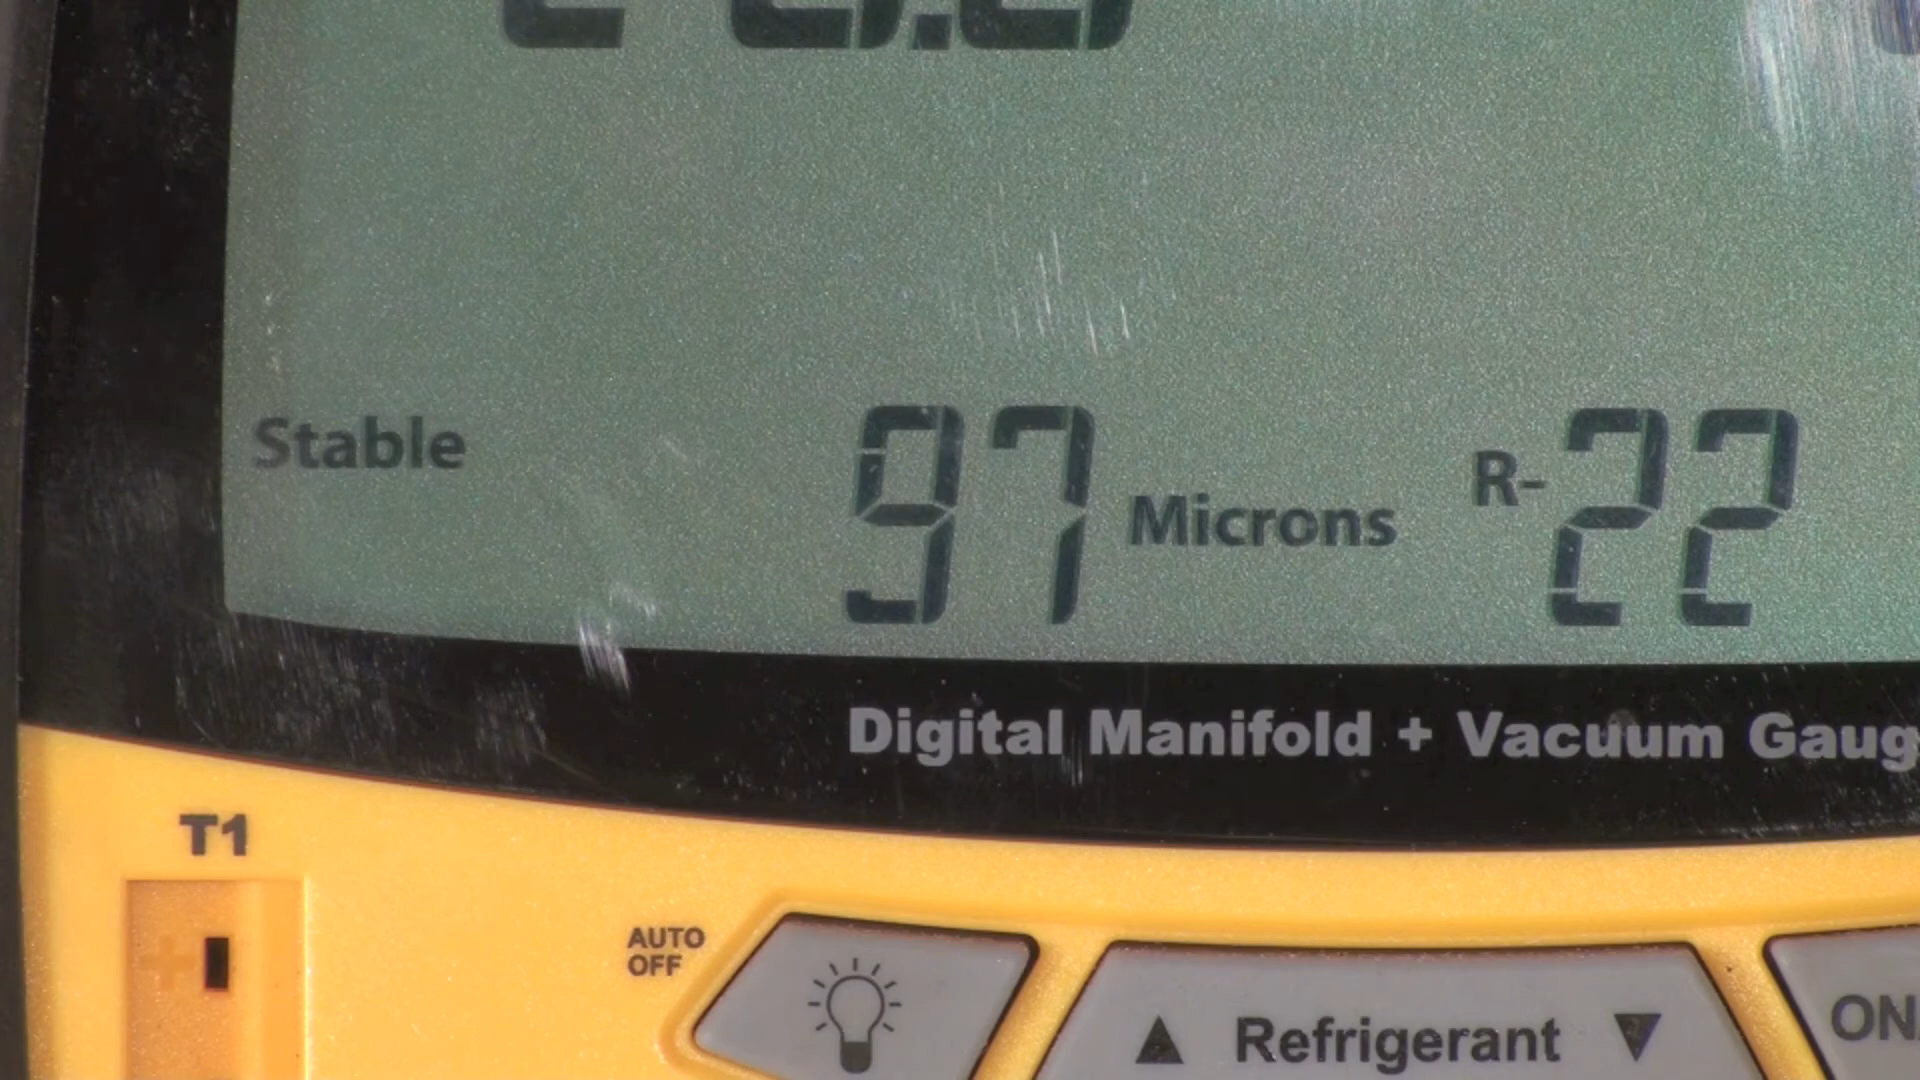 Stable 97 Microns R-22
Digital Manifold + Vacuum Gaug
T1
AUTO
OFF
▲ Refrigerant ▼
ON